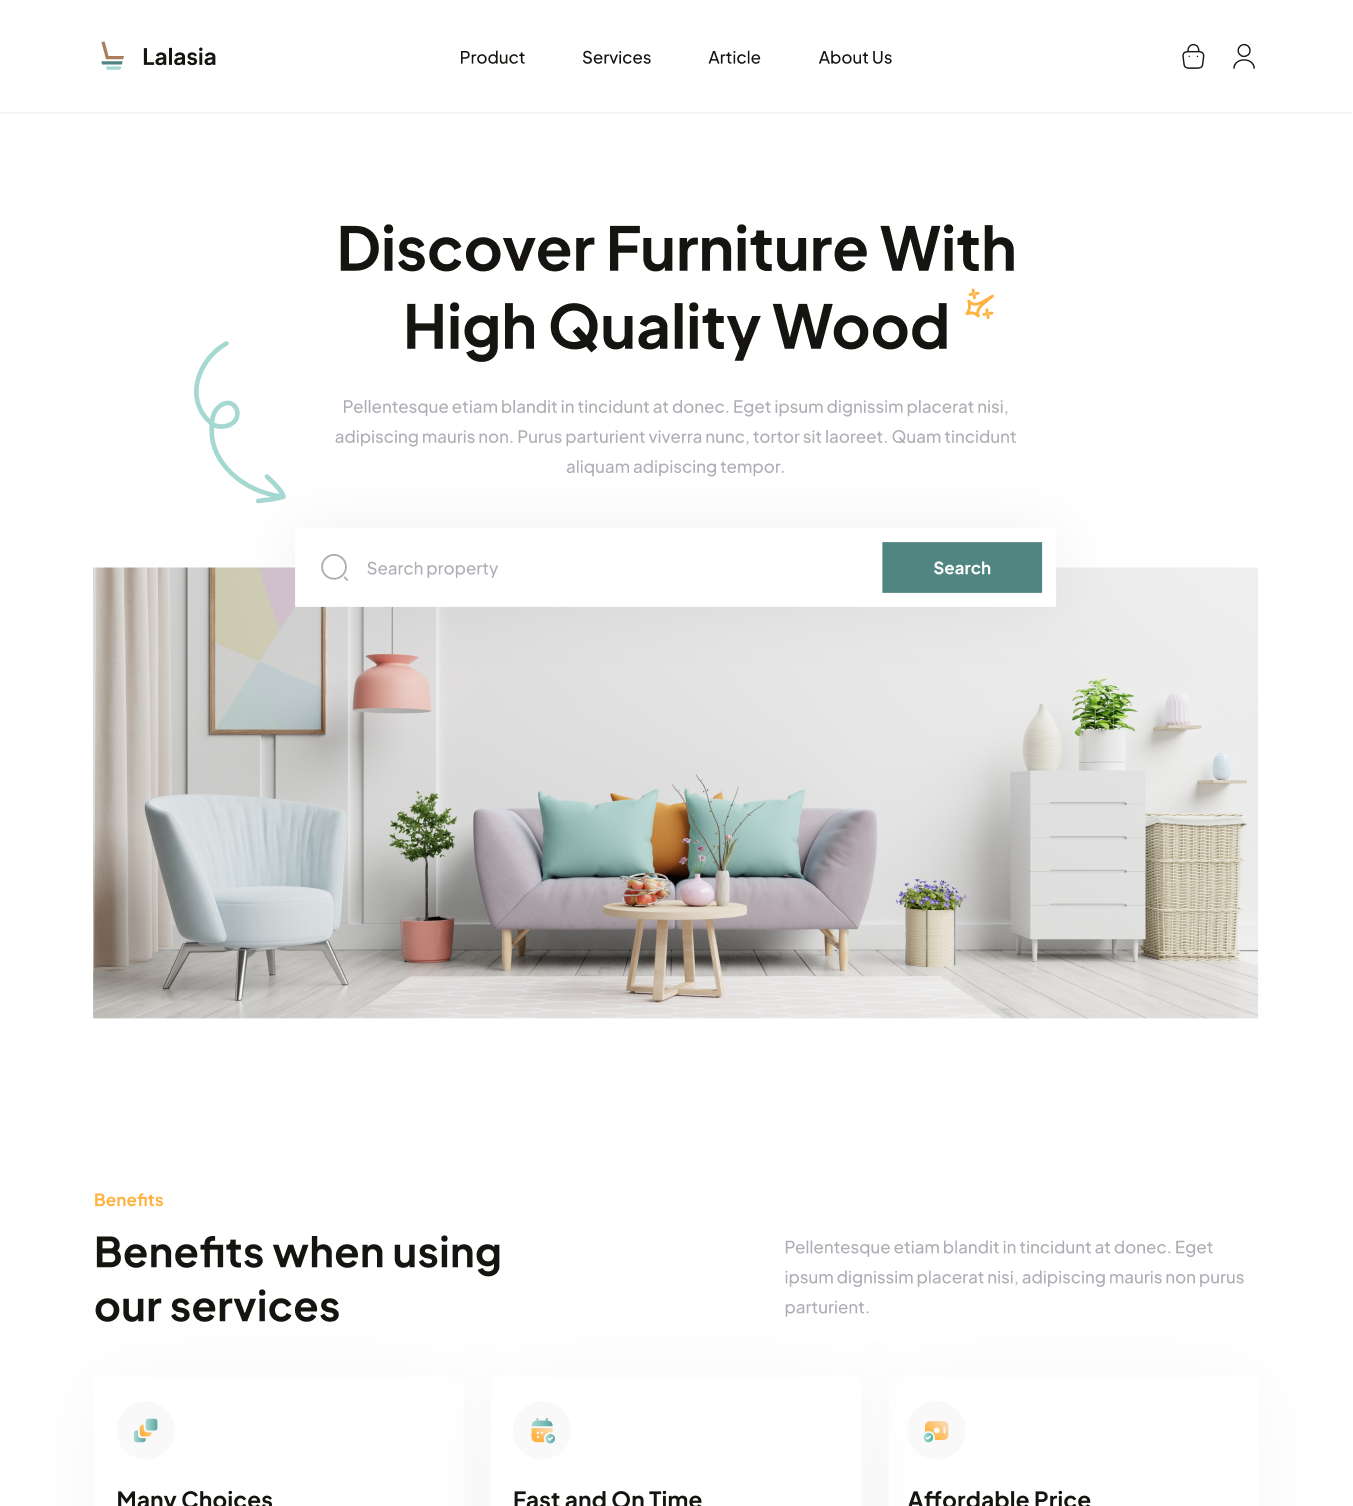 Lalasia
Product
Services
Article
About Us
Discover Furniture With
High Quality Wood
Pellentesque etiam blandit in tincidunt at donec. Eget ipsum dignissim placerat nisi,
adipiscing mauris non. Purus parturient viverra nunc, tortor sit laoreet. Quam tincidunt
aliquam adipiscing tempor.
Search property
Search
Benefits
Benefits when using
our services
Pellentesque etiam blandit in tincidunt at donec. Eget
ipsum dignissim placerat nisi, adipiscing mauris non purus
parturient.
Many Choices
Fast and On Time
Affordable Price